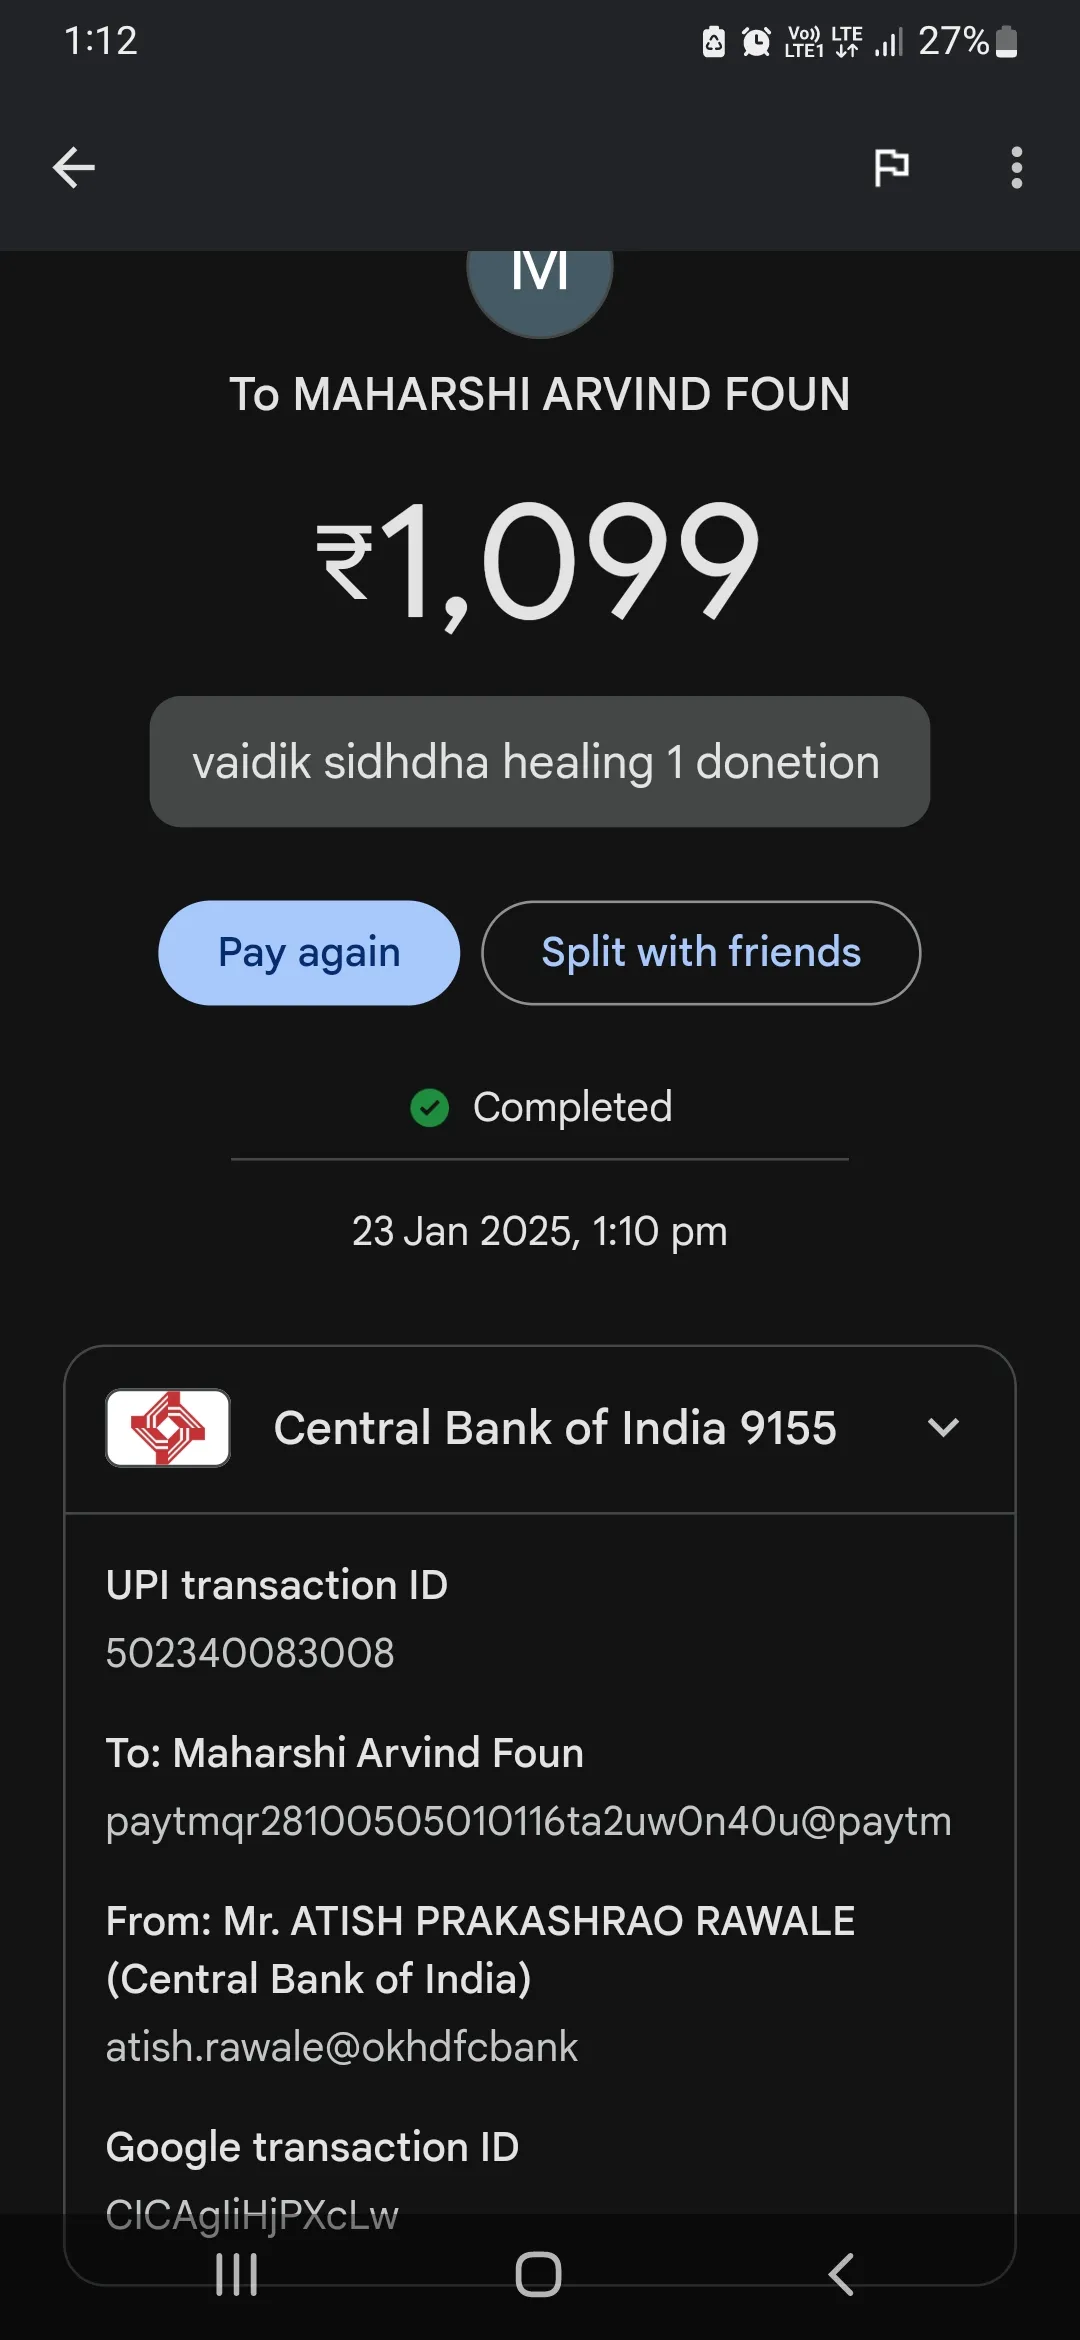 1:12
Vo)) LTE
LTE1
27%
M
To MAHARSHI ARVIND FOUN
₹1,099
vaidik sidhdha healing 1 donetion
Pay again
Split with friends
Completed
23 Jan 2025, 1:10 pm
Central Bank of India 9155
UPI transaction ID
502340083008
To: Maharshi Arvind Foun
paytmqr28100505010116ta2uw0n40u@paytm
From: Mr. ATISH PRAKASHRAO RAWALE
(Central Bank of India)
atish.rawale@okhdfcbank
Google transaction ID
CICAgIiHjPXcLw